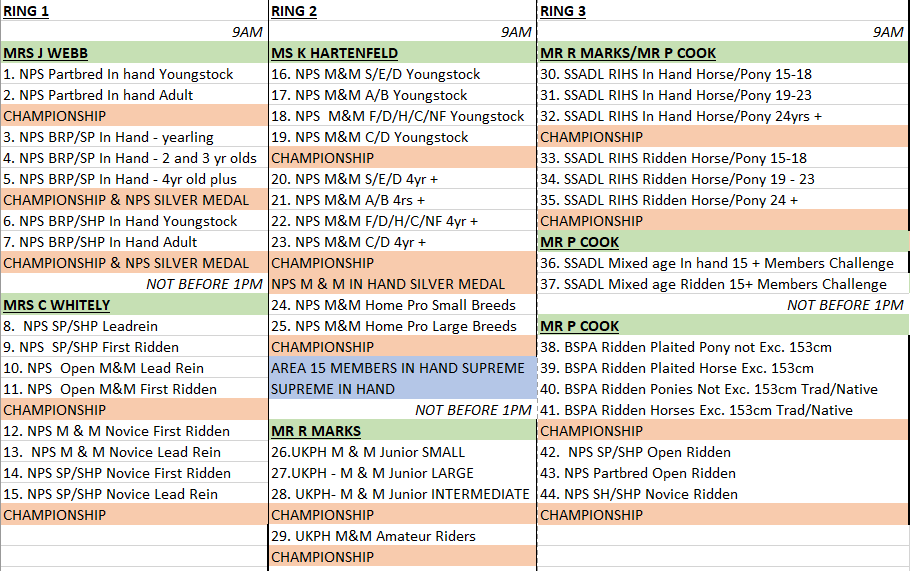 RING 1
9AM
MRS J WEBB
1. NPS Partbred In hand Youngstock
2. NPS Partbred In hand Adult
CHAMPIONSHIP
3. NPS BRP/SP In Hand - yearling
4. NPS BRP/SP In Hand - 2 and 3 yr olds
5. NPS BRP/SP In Hand - 4yr old plus
CHAMPIONSHIP & NPS SILVER MEDAL
6. NPS BRP/SHP In Hand Youngstock
7. NPS BRP/SHP In Hand Adult
CHAMPIONSHIP & NPS SILVER MEDAL
NOT BEFORE 1PM
MRS C WHITELY
8.  NPS SP/SHP Leadrein
9. NPS  SP/SHP First Ridden
10. NPS Open M&M Lead Rein
11. NPS  Open M&M First Ridden
CHAMPIONSHIP
12. NPS M & M Novice First Ridden
13.  NPS M & M Novice Lead Rein
14. NPS SP/SHP Novice First Ridden
15. NPS SP/SHP Novice Lead Rein
CHAMPIONSHIP
RING 2
9AM
MS K HARTENFELD
16. NPS M&M S/E/D Youngstock
17. NPS M&M A/B Youngstock
18. NPS  M&M F/D/H/C/NF Youngstock
19. NPS M&M C/D Youngstock
CHAMPIONSHIP
20. NPS M&M S/E/D 4yr +
21. NPS M&M A/B 4rs +
22. NPS M&M F/D/H/C/NF 4yr +
23. NPS M&M C/D 4yr +
CHAMPIONSHIP
NPS M & M IN HAND SILVER MEDAL
24. NPS M&M Home Pro Small Breeds
25. NPS M&M Home Pro Large Breeds
CHAMPIONSHIP
AREA 15 MEMBERS IN HAND SUPREME
SUPREME IN HAND
NOT BEFORE 1PM
MR R MARKS
26.UKPH M & M Junior SMALL
27.UKPH - M & M Junior LARGE
28. UKPH- M & M Junior INTERMEDIATE
CHAMPIONSHIP
29. UKPH M&M Amateur Riders
CHAMPIONSHIP
RING 3
9AM
MR R MARKS/MR P COOK
30. SSADL RIHS In Hand Horse/Pony 15-18
31. SSADL RIHS In Hand Horse/Pony 19-23
32. SSADL RIHS In Hand Horse/Pony 24yrs +
CHAMPIONSHIP
33. SSADL RIHS Ridden Horse/Pony 15-18
34. SSADL RIHS Ridden Horse/Pony 19 - 23
35. SSADL RIHS Ridden Horse/Pony 24 +
CHAMPIONSHIP
MR P COOK
36. SSADL Mixed age In hand 15 + Members Challenge
37. SSADL Mixed age Ridden 15+ Members Challenge
NOT BEFORE 1PM
MR P COOK
38. BSPA Ridden Plaited Pony not Exc. 153cm
39. BSPA Ridden Plaited Horse Exc. 153cm
40. BSPA Ridden Ponies Not Exc. 153cm Trad/Native
41. BSPA Ridden Horses Exc. 153cm Trad/Native
CHAMPIONSHIP
42.  NPS SP/SHP Open Ridden
43. NPS Partbred Open Ridden
44. NPS SH/SHP Novice Ridden
CHAMPIONSHIP